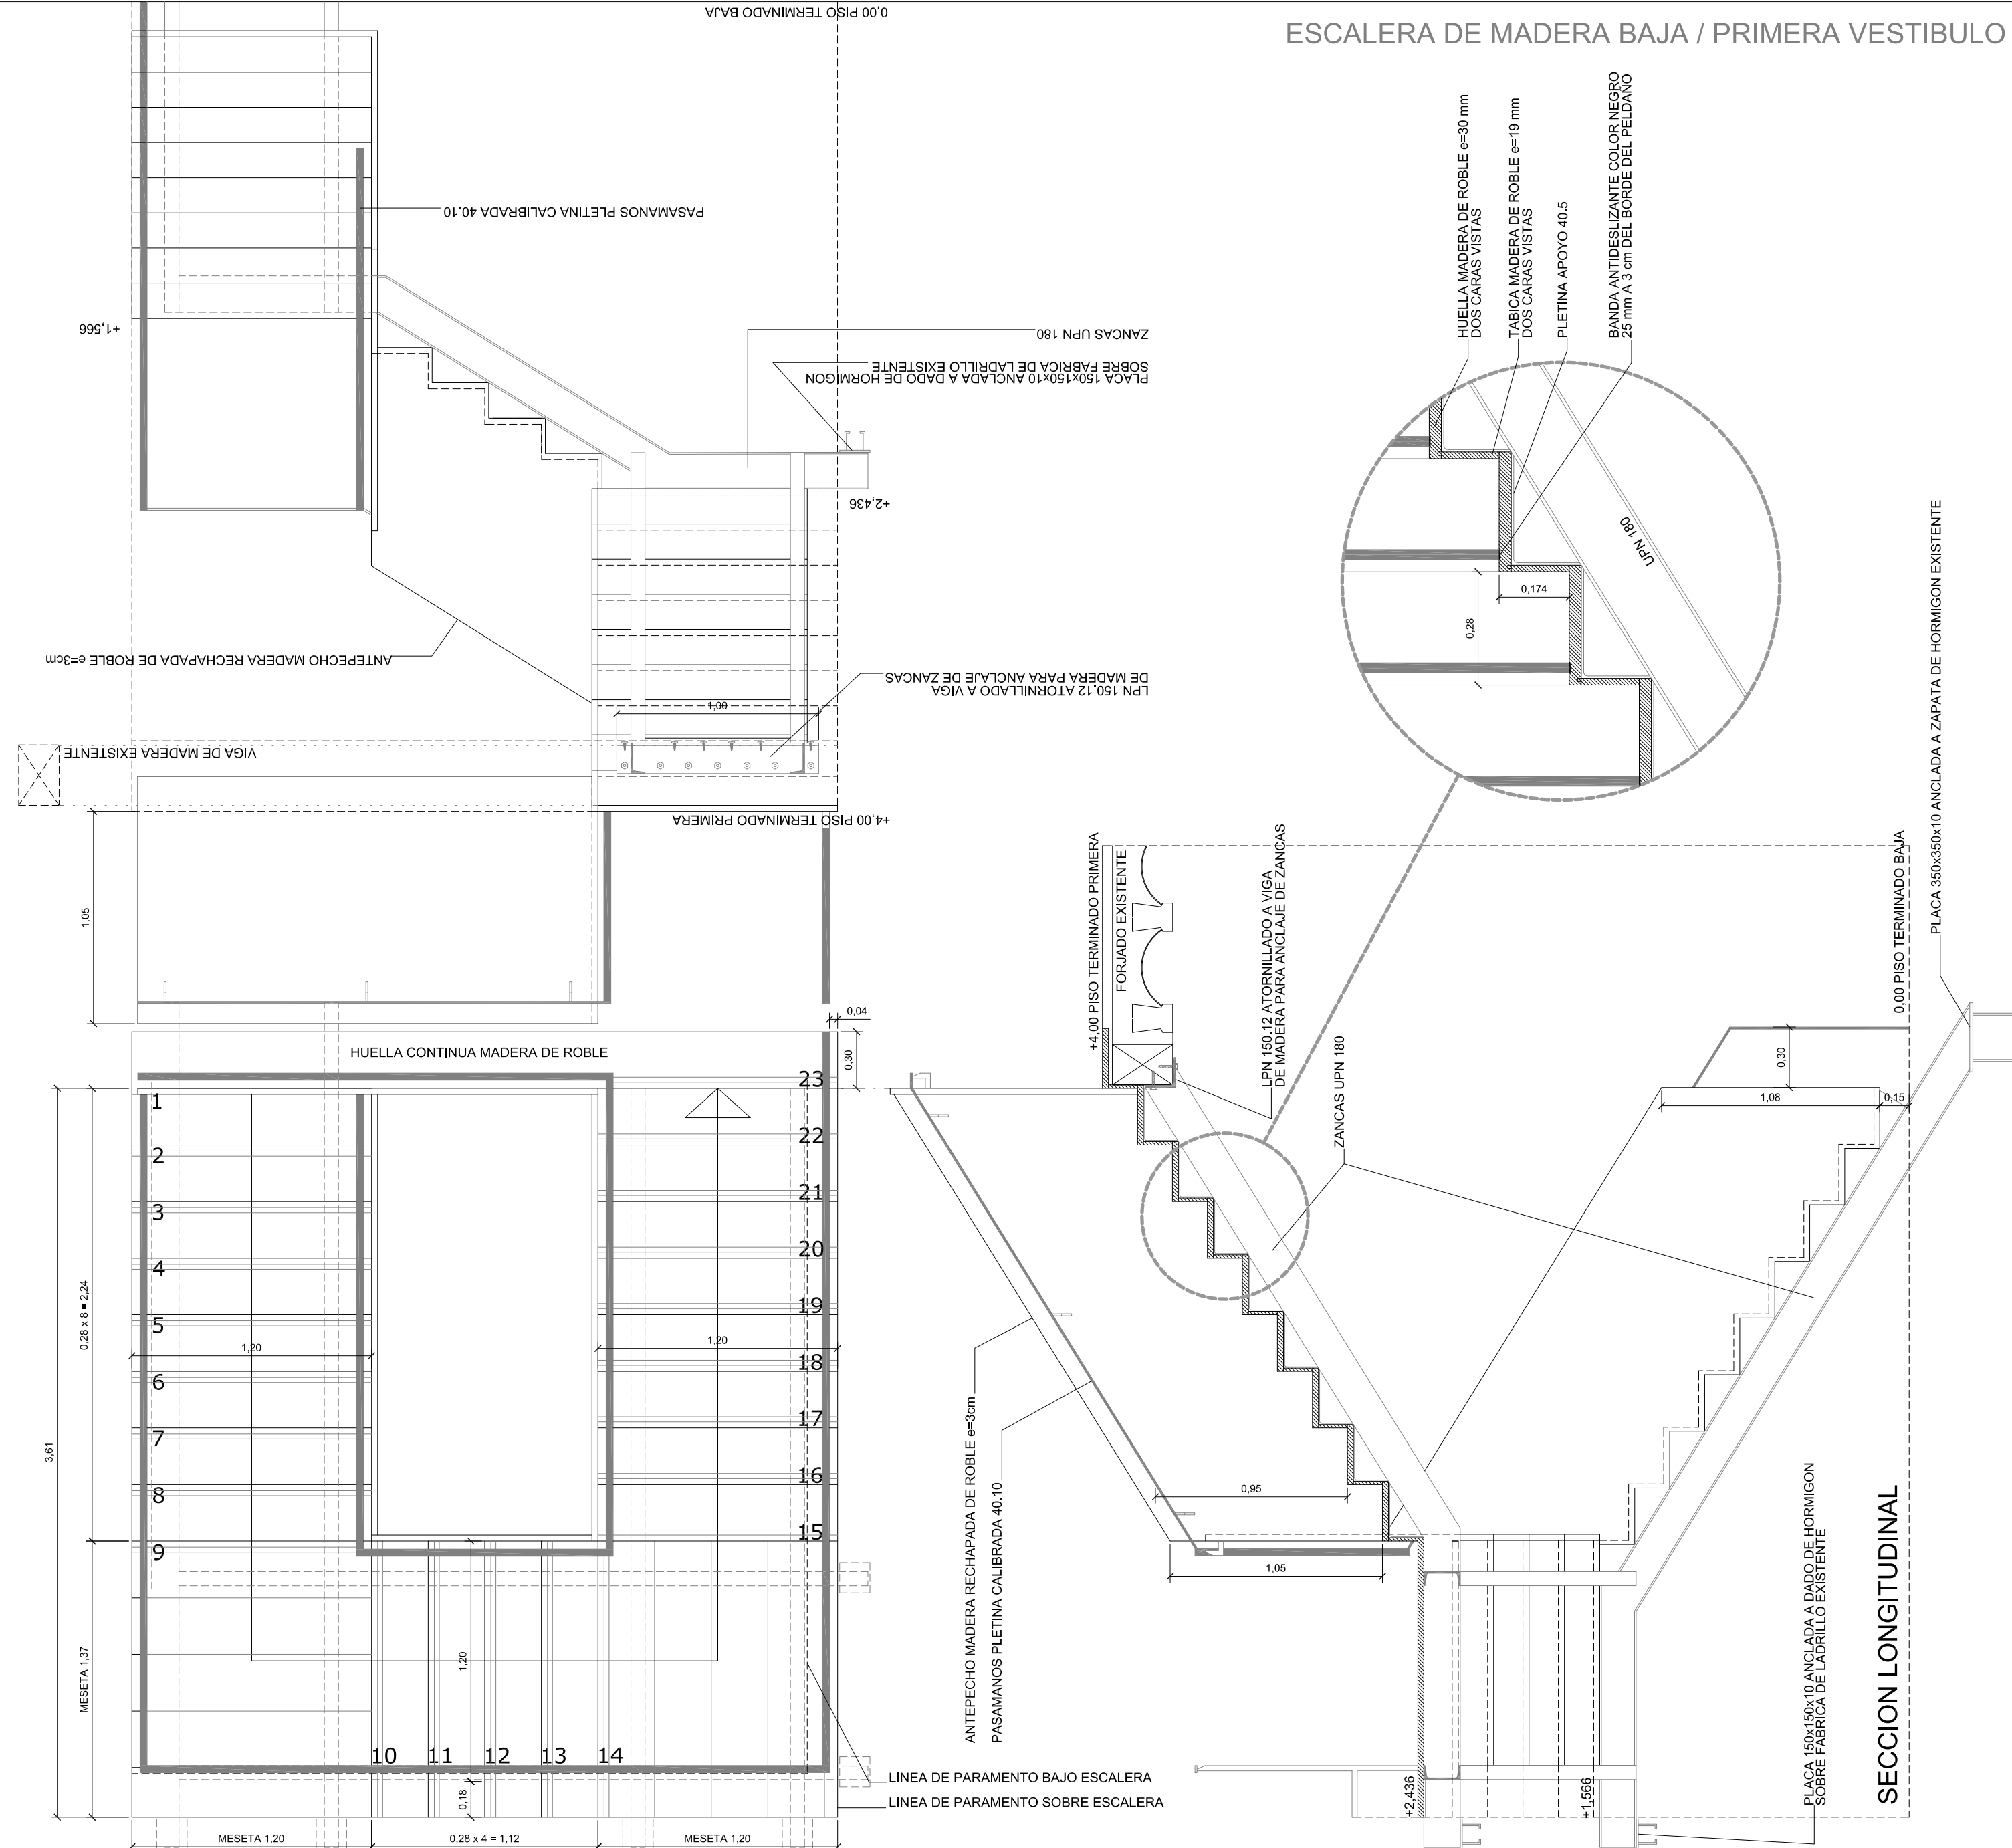 0,00 PISO TERMINADO BAJA
ESCALERA DE MADERA BAJA / PRIMERA VESTIBULO
PASAMANOS PLETINA CALIBRADA 40.10
+1,566
ZANCAS UPN 180
PLACA 150x150x10 ANCLADA A DADO DE HORMIGON
SOBRE FABRICA DE LADRILLO EXISTENTE
+2,436
ANTEPECHO MADERA RECHAPADA DE ROBLE e=3cm
LPN 150.12 ATORNILLADO A VIGA
DE MADERA PARA ANCLAJE DE ZANCAS
1,00
VIGA DE MADERA EXISTENTE
+4,00 PISO TERMINADO PRIMERA
1,05
HUELLA MADERA DE ROBLE e=30 mm
DOS CARAS VISTAS
TABICA MADERA DE ROBLE e=19 mm
DOS CARAS VISTAS
PLETINA APOYO 40.5
BANDA ANTIDESLIZANTE COLOR NEGRO
25 mm A 3 cm DEL BORDE DEL PELDAÑO
UPN 180
0,174
0,28
0,04
0,30
HUELLA CONTINUA MADERA DE ROBLE
1
2
3
4
5
6
7
8
9
10
11
12
13
14
15
16
17
18
19
20
21
22
23
1,20
1,20
1,20
0,18
0,28 x 8 = 2,24
3,61
MESETA 1,37
MESETA 1,20
0,28 x 4 = 1,12
MESETA 1,20
LINEA DE PARAMENTO BAJO ESCALERA
LINEA DE PARAMENTO SOBRE ESCALERA
+4,00 PISO TERMINADO PRIMERA
FORJADO EXISTENTE
LPN 150.12 ATORNILLADO A VIGA
DE MADERA PARA ANCLAJE DE ZANCAS
ZANCAS UPN 180
0,00 PISO TERMINADO BAJA
PLACA 350x350x10 ANCLADA A ZAPATA DE HORMIGON EXISTENTE
0,30
1,08
0,15
ANTEPECHO MADERA RECHAPADA DE ROBLE e=3cm
PASAMANOS PLETINA CALIBRADA 40.10
0,95
1,05
+2,436
+1,566
PLACA 150x150x10 ANCLADA A DADO DE HORMIGON
SOBRE FABRICA DE LADRILLO EXISTENTE
SECCION LONGITUDINAL